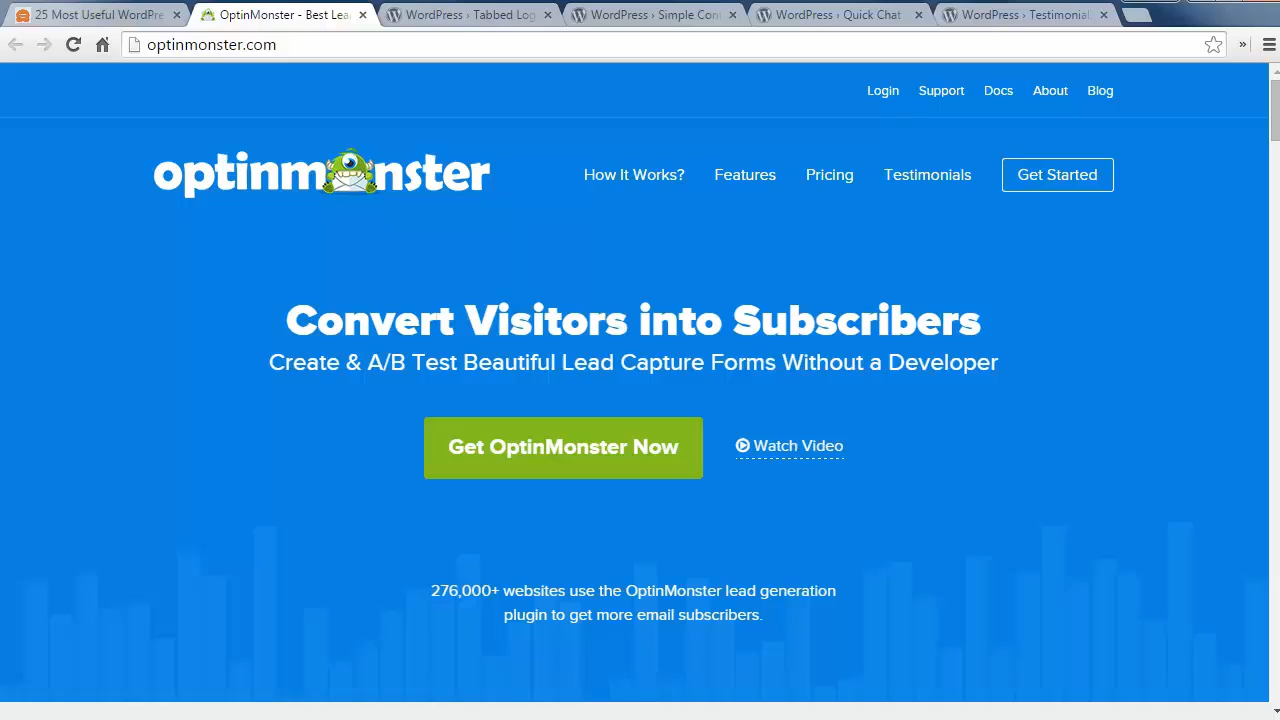 25 Most Useful WordPre
OptinMonster - Best Lea
WordPress › Tabbed Log
WordPress › Simple Con
WordPress › Quick Chat
WordPress › Testimonial
optinmonster.com
»
Login Support Docs About Blog
optinmonster
How It Works? Features Pricing Testimonials Get Started
Convert Visitors into Subscribers
Create & A/B Test Beautiful Lead Capture Forms Without a Developer
Get OptinMonster Now Watch Video
276,000+ websites use the OptinMonster lead generation
plugin to get more email subscribers.